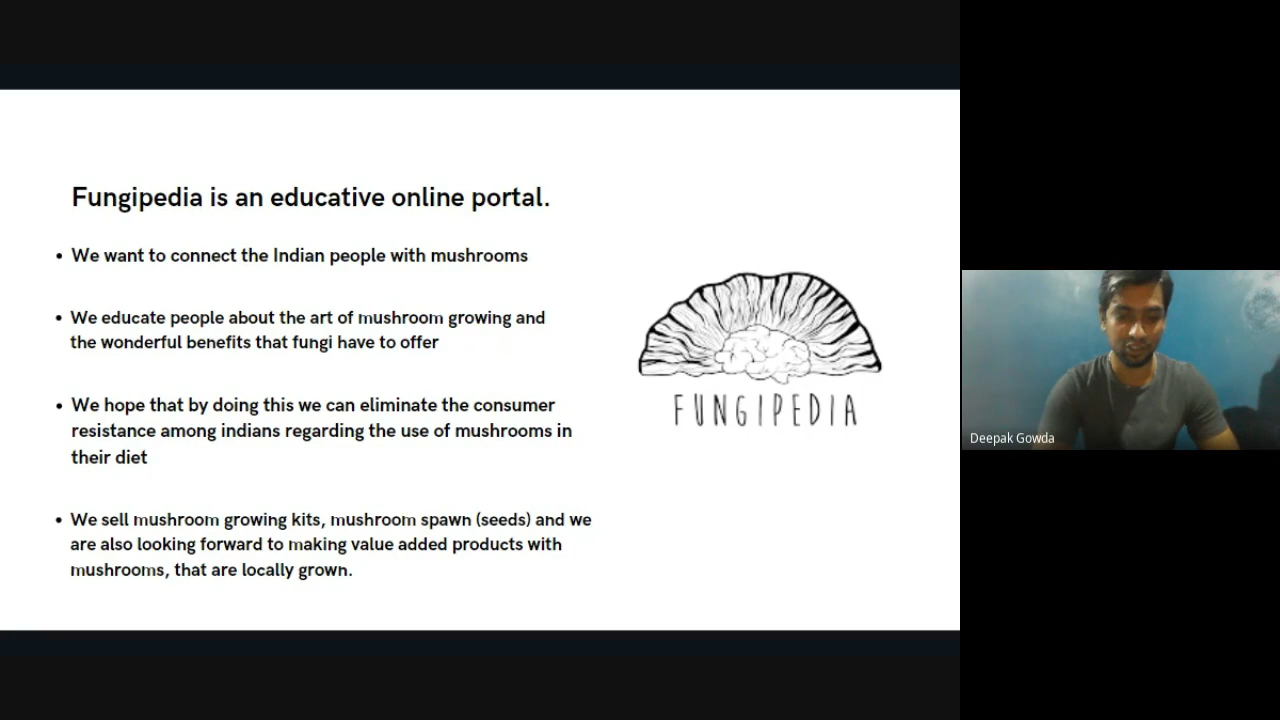 Fungipedia is an educative online portal.
• We want to connect the Indian people with mushrooms
• We educate people about the art of mushroom growing and
the wonderful benefits that fungi have to offer
• We hope that by doing this we can eliminate the consumer
resistance among indians regarding the use of mushrooms in
their diet
• We sell mushroom growing kits, mushroom spawn (seeds) and we
are also looking forward to making value added products with
mushrooms, that are locally grown.
FUNGIPEDIA
Deepak Gowda